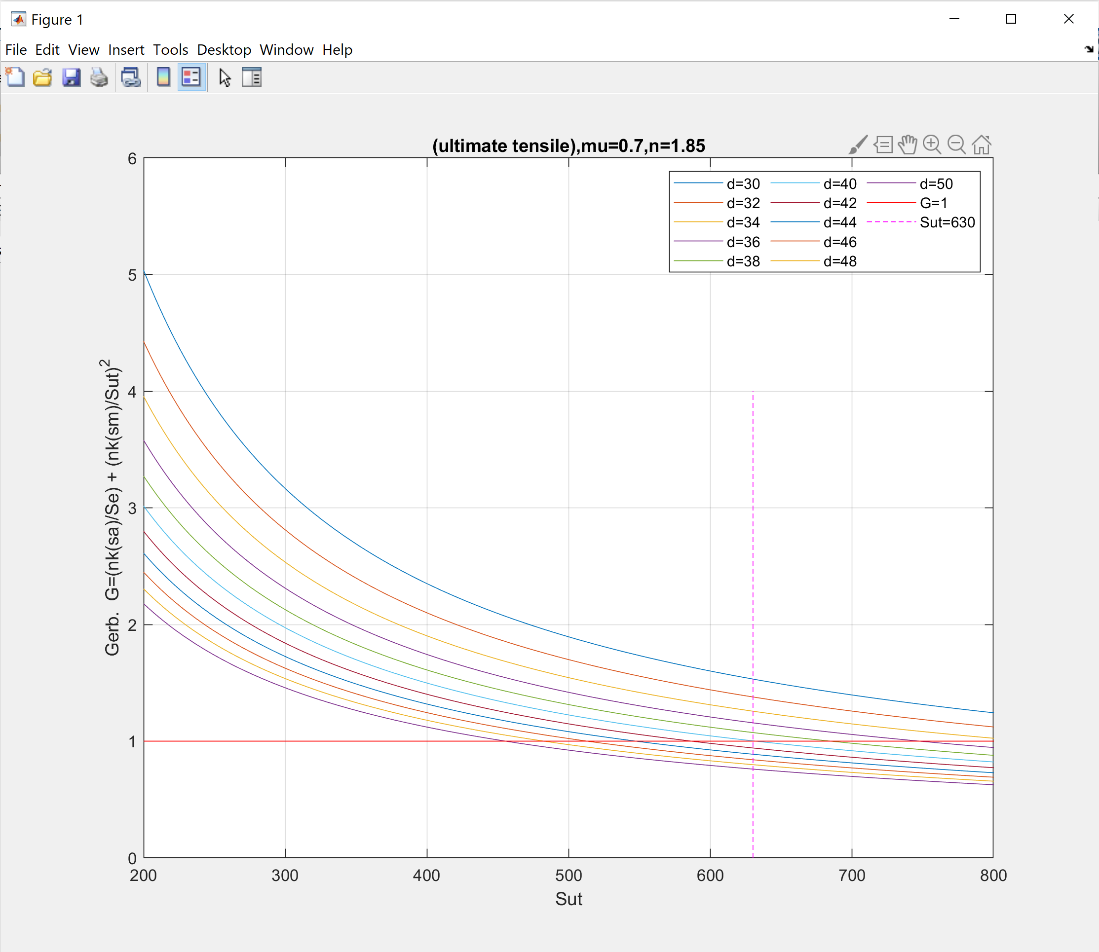 Figure 1
File Edit View Insert Tools Desktop Window Help
(ultimate tensile),mu=0.7,n=1.85
d=30 d=40 d=50
d=32 d=42 G=1
d=34 d=44 Sut=630
d=36 d=46
d=38 d=48
Gerb. G=(nk(sa)/Se) + (nk(sm)/Sut)²
6
5
4
3
2
1
0
200 300 400 500 600 700 800
Sut